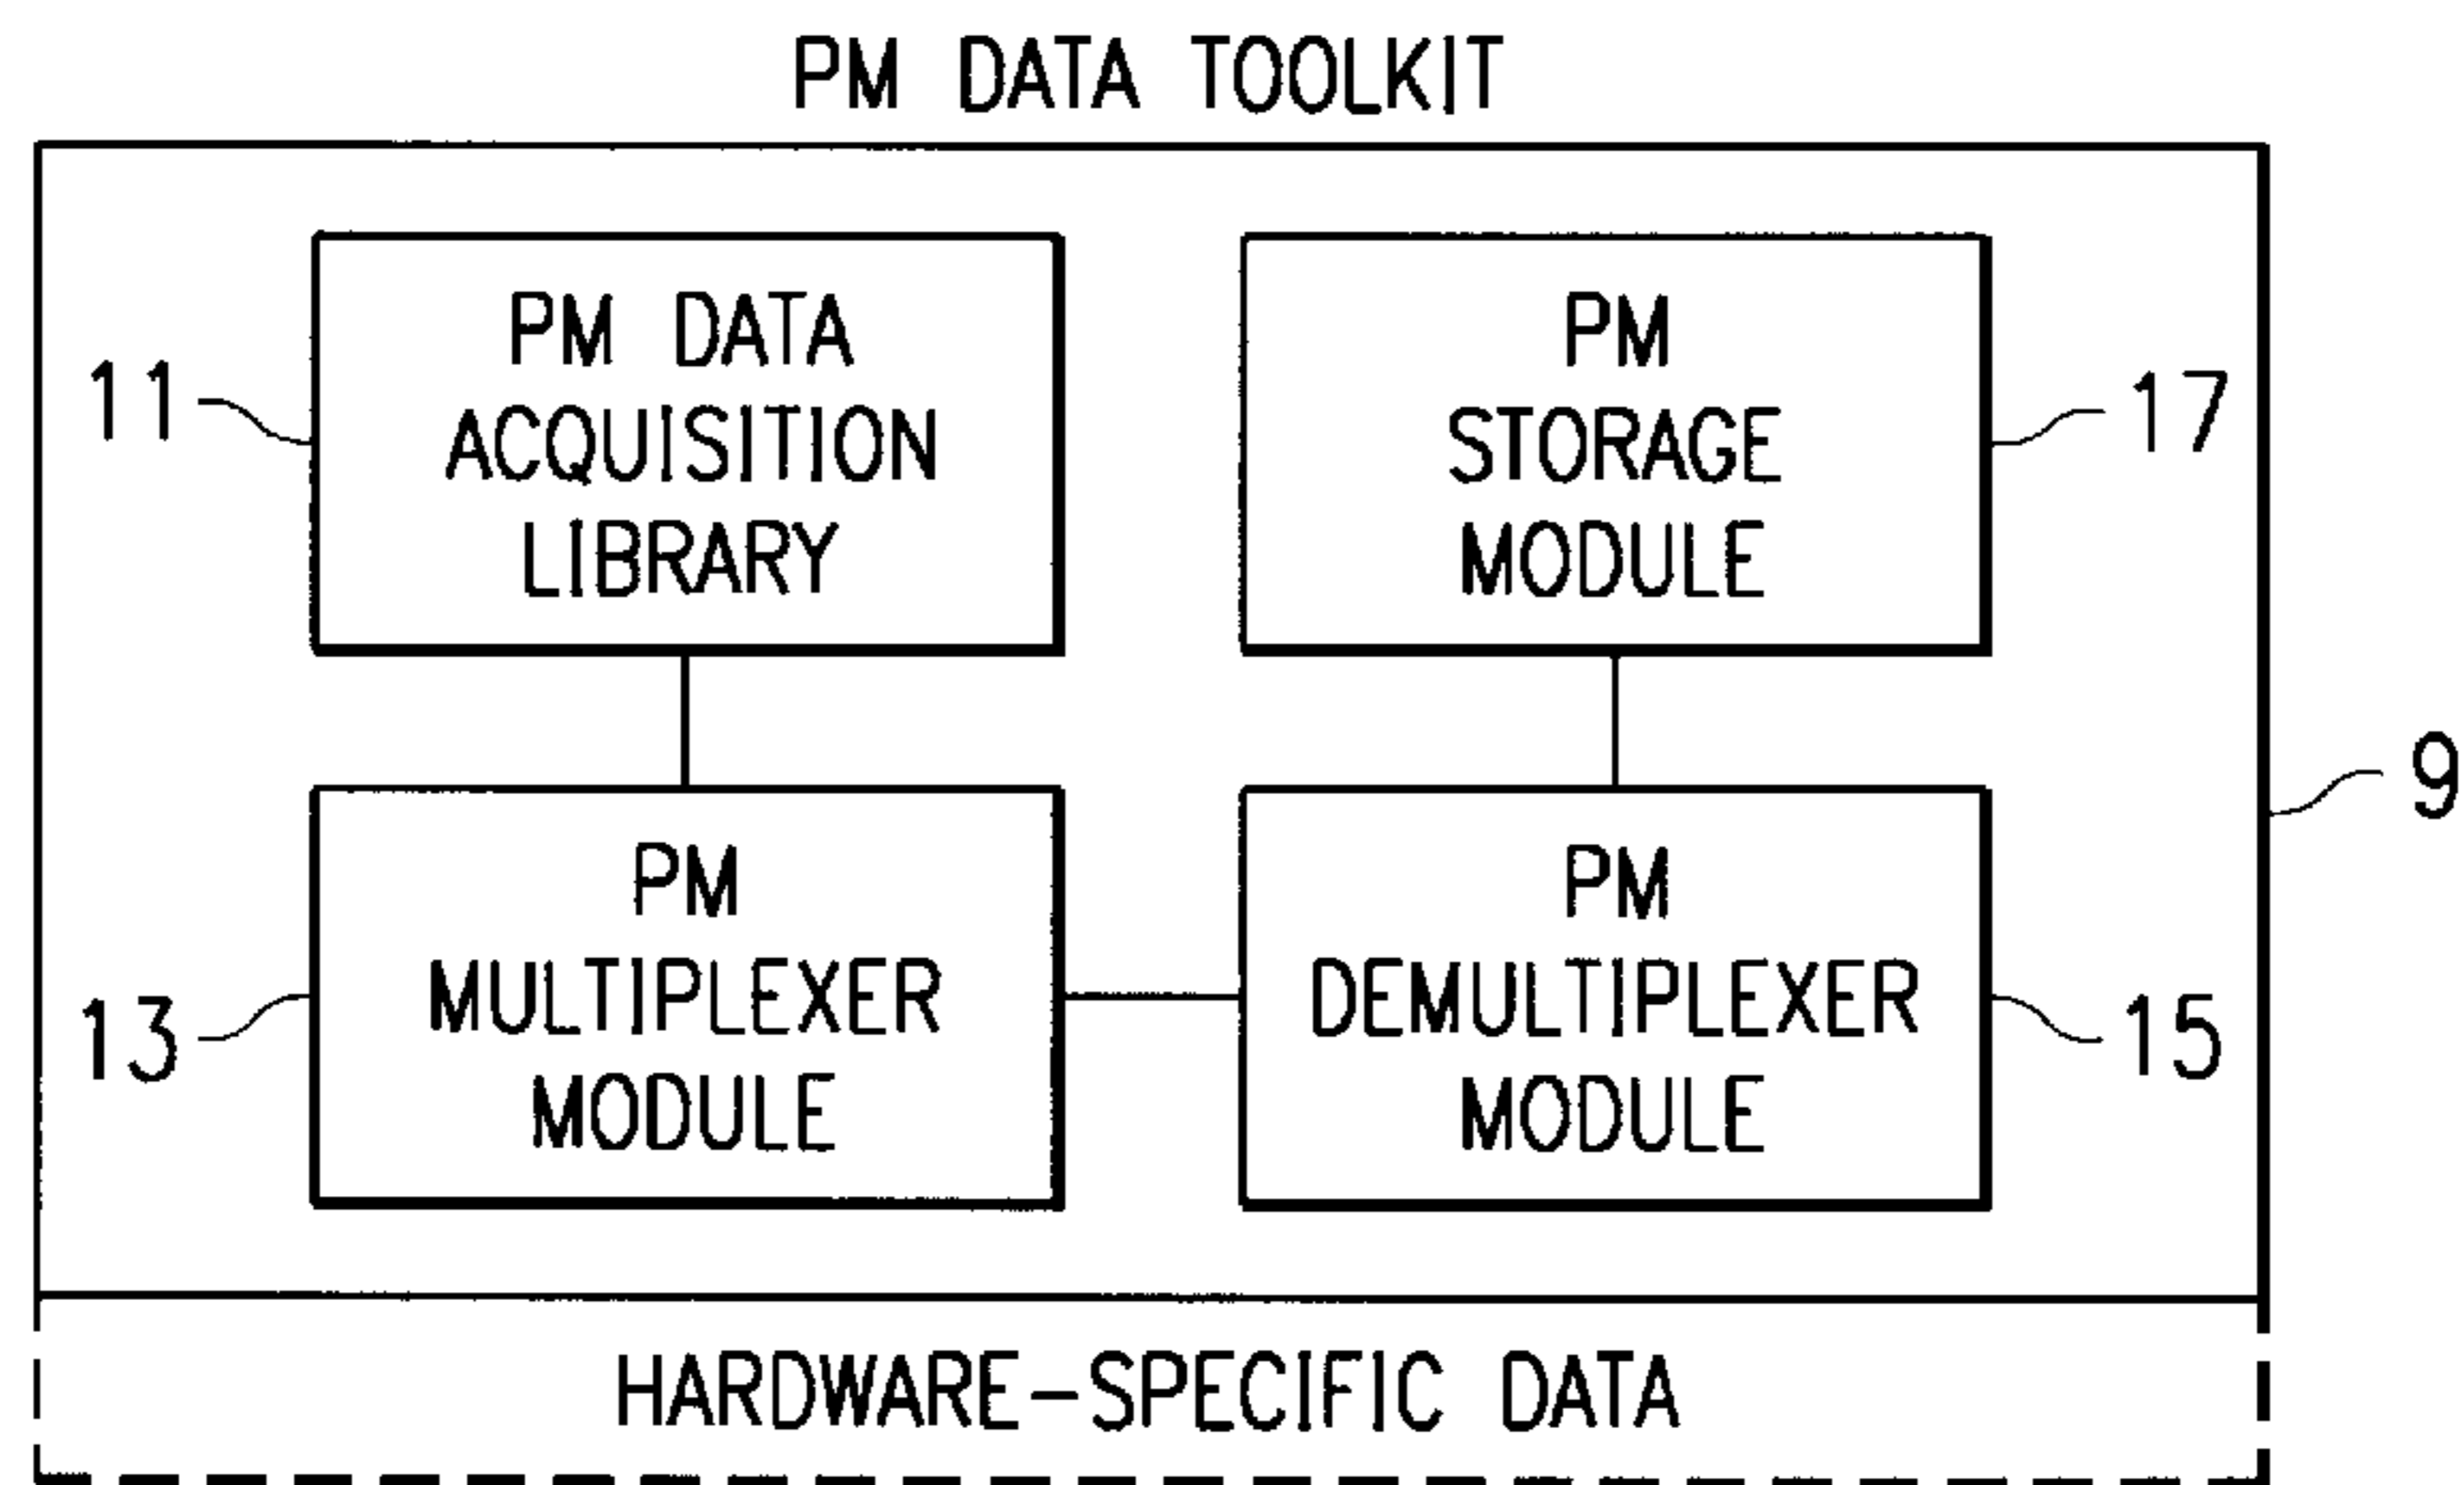 PM DATA TOOLKIT
PM DATA
ACQUISITION
LIBRARY
11
PM
STORAGE
MODULE
17
9
PM
MULTIPLEXER
MODULE
13
PM
DEMULTIPLEXER
MODULE
15
HARDWARE-SPECIFIC DATA